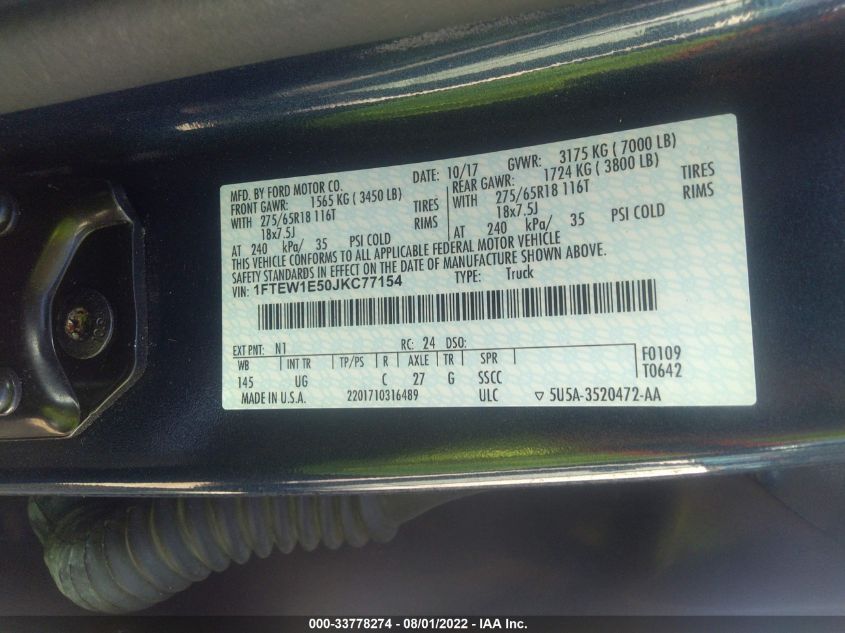 MFD. BY FORD MOTOR CO. DATE: 10/17 GVWR: 3175 KG ( 7000 LB)
FRONT GAWR: 1565 KG ( 3450 LB) REAR GAWR: 1724 KG ( 3800 LB)
WITH 275/65R18 116T TIRES WITH 275/65R18 116T TIRES
18x7.5J RIMS 18x7.5J RIMS
AT 240 kPa/ 35 PSI COLD AT 240 kPa/ 35 PSI COLD
THIS VEHICLE CONFORMS TO ALL APPLICABLE FEDERAL MOTOR VEHICLE
SAFETY STANDARDS IN EFFECT ON THE DATE OF MANUFACTURE SHOWN ABOVE.
VIN: 1FTEW1E50JKC77154 TYPE: Truck
EXT PNT: N1 RC: 24 DSO: F0109
WB INT TR TP/PS R AXLE TR SPR T0642
145 UG C 27 G SSCC
MADE IN U.S.A. 2201710316489 ULC ▽ 5U5A-3520472-AA
000-33778274 - 08/01/2022 - IAA Inc.